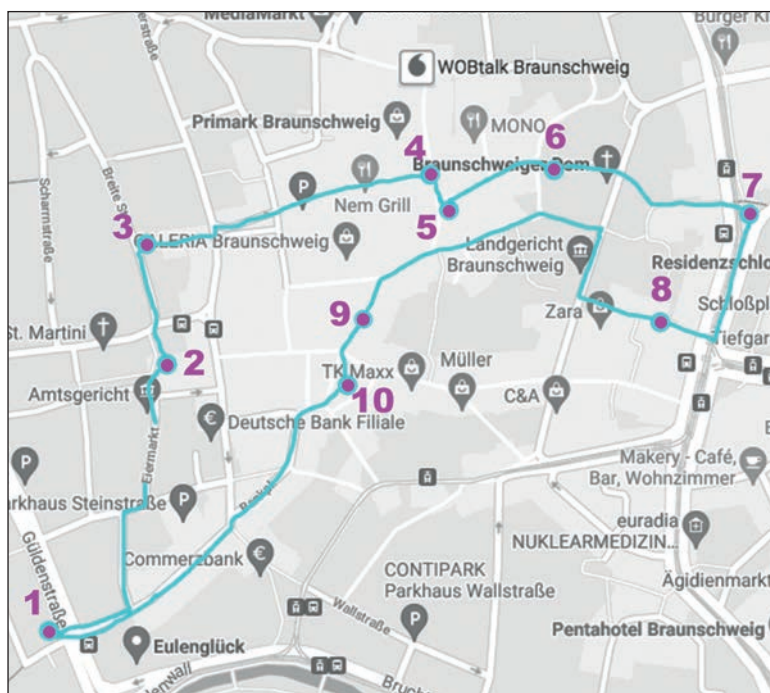 MediaMarkt
Burger Ki
WOBtalk Braunschweig
Primark Braunschweig
MONO
4
6
Braunschweiger Dom
Breite St
Scharnstraße
P
Nem Grill
7
3
GALERIA Braunschweig
5
Landgericht
Braunschweig
Residenzschlo
Schloßpl
Zara
8
Tiefgar
9
St. Martini
2
TK Maxx
Müller
Amtsgericht
10
C&A
Deutsche Bank Filiale
Eiermarkt
P
Makery - Café,
Bar, Wohnzimmer
arkhaus Steinstraße
P
euradia
NUKLEARMEDIZIN...
Güldenstraße
Commerzbank
CONTIPARK
Parkhaus Wallstraße
Ägidienmarkt
1
Wallstraße
P
Eulenglück
Pentahotel Braunschweig